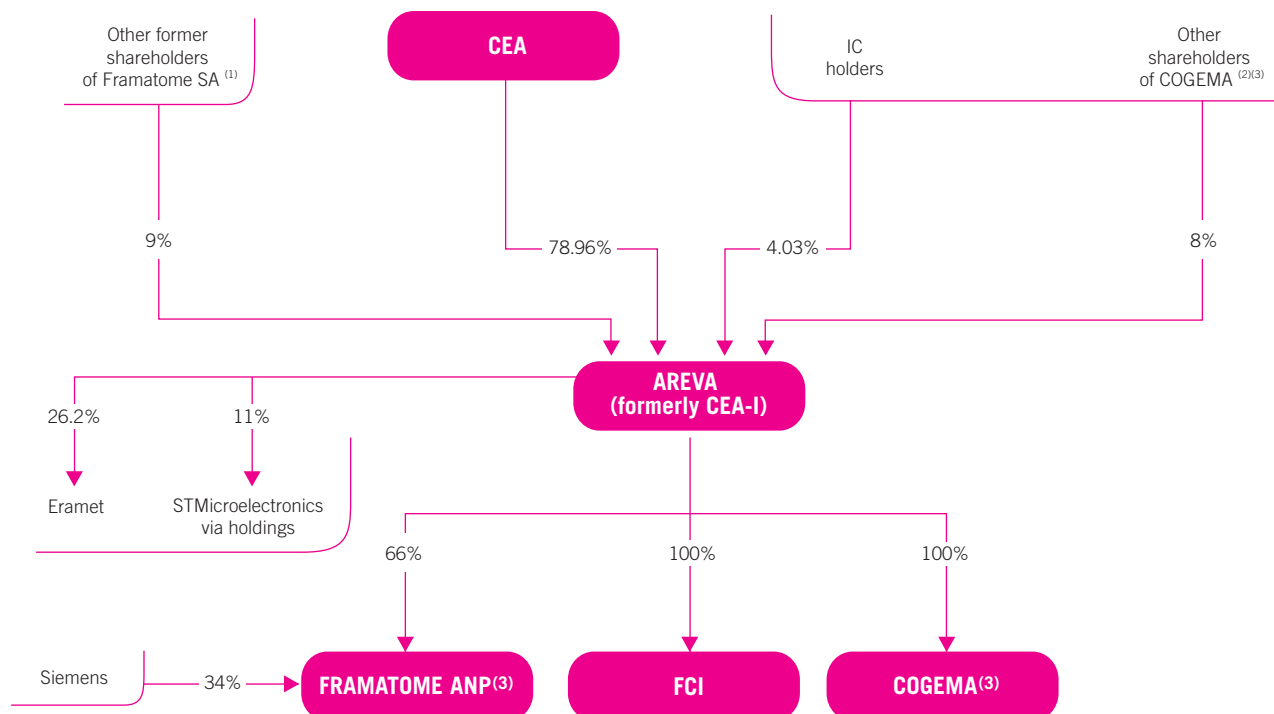 Other former
shareholders
of Framatome SA (1)
CEA
IC
holders
Other
shareholders
of COGEMA (2)(3)
9%
78.96%
4.03%
8%
AREVA
(formerly CEA-I)
26.2%
11%
Eramet
STMicroelectronics
via holdings
66%
100%
100%
Siemens
34%
FRAMATOME ANP(3)
FCI
COGEMA(3)